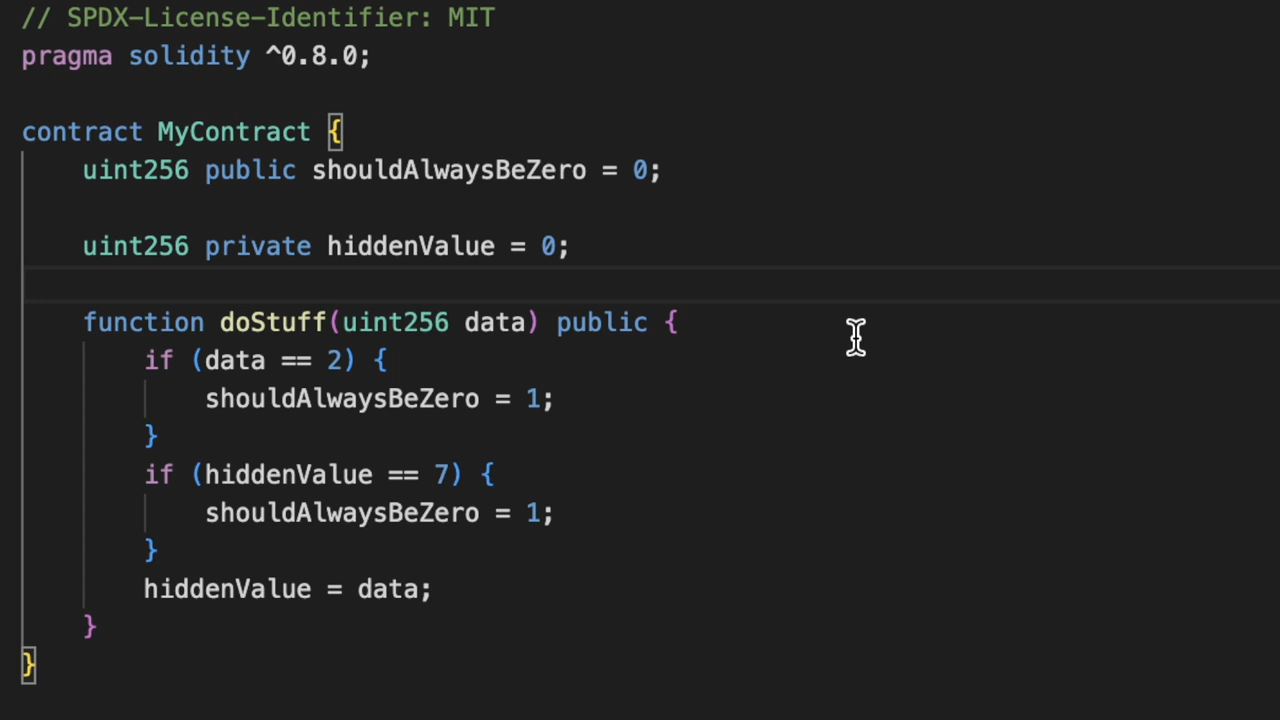 // SPDX-License-Identifier: MIT
pragma solidity ^0.8.0;
contract MyContract {
uint256 public shouldAlwaysBeZero = 0;
uint256 private hiddenValue = 0;
function doStuff(uint256 data) public {
if (data == 2) {
shouldAlwaysBeZero = 1;
}
if (hiddenValue == 7) {
shouldAlwaysBeZero = 1;
}
hiddenValue = data;
}
}